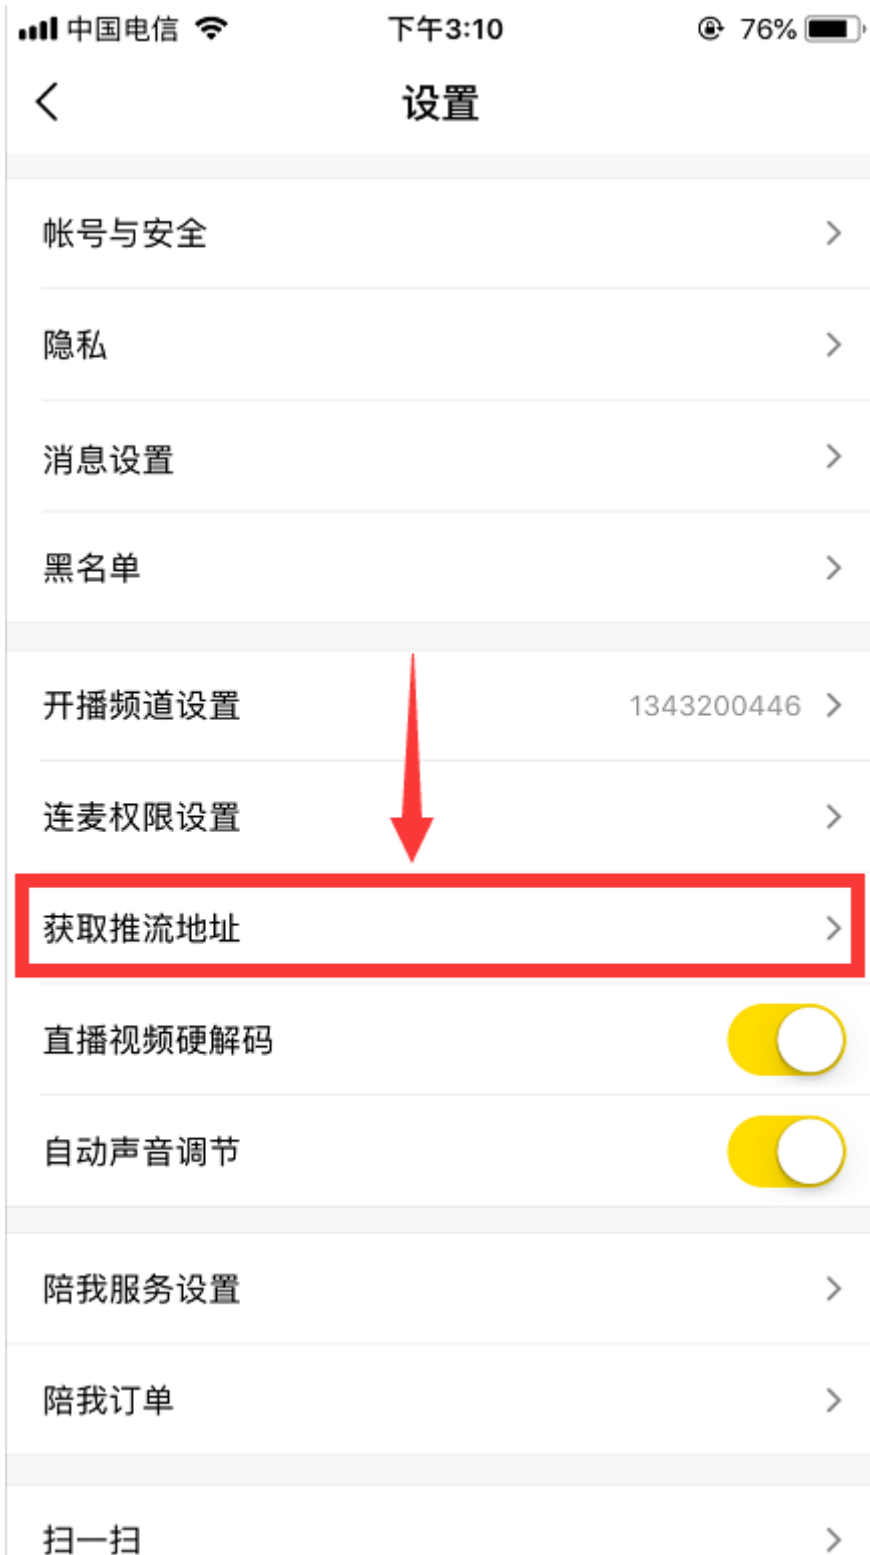 中国电信 下午3:10 76%
设置
帐号与安全
隐私
消息设置
黑名单
开播频道设置 1343200446
连麦权限设置
获取推流地址
直播视频硬解码
自动声音调节
陪我服务设置
陪我订单
扫一扫